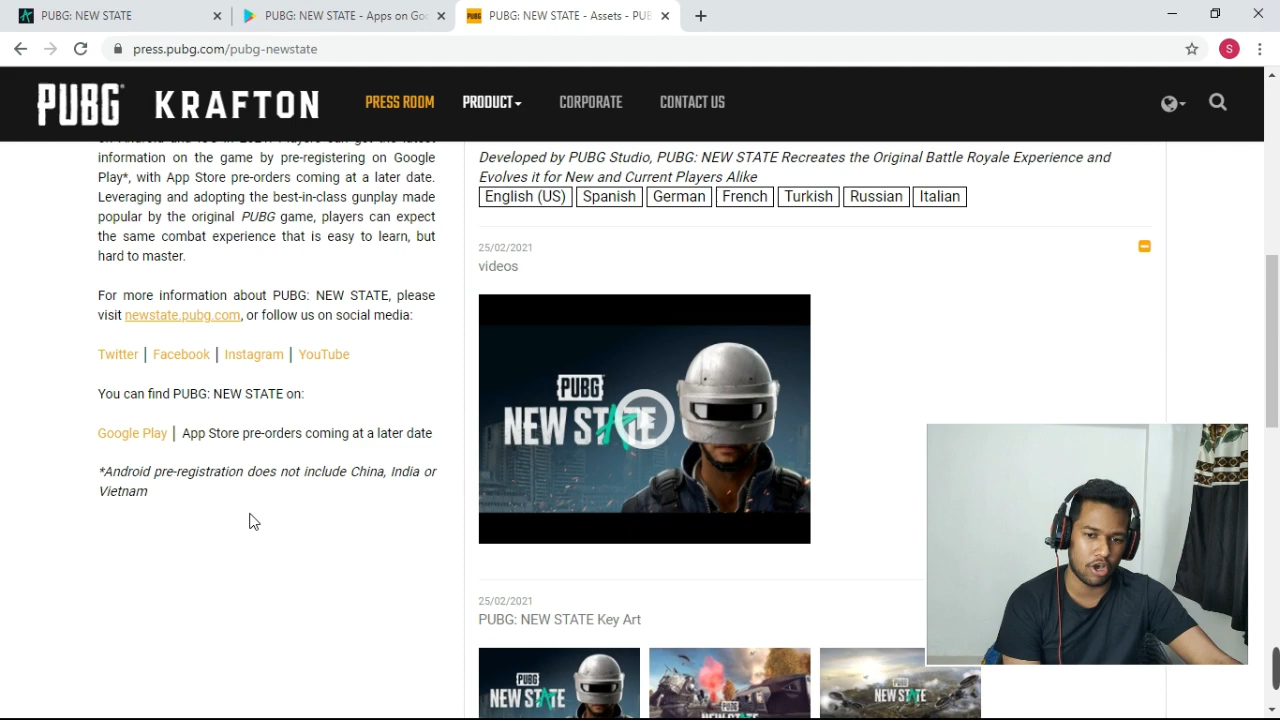 PUBG: NEW STATE
PUBG: NEW STATE - Apps on Goo
PUBG: NEW STATE - Assets - PUB
press.pubg.com/pubg-newstate
S
PUBG
KRAFTON
PRESS ROOM
PRODUCT
CORPORATE
CONTACT US
information on the game by pre-registering on Google
Play*, with App Store pre-orders coming at a later date.
Leveraging and adopting the best-in-class gunplay made
popular by the original PUBG game, players can expect
the same combat experience that is easy to learn, but
hard to master.
For more information about PUBG: NEW STATE, please
visit newstate.pubg.com, or follow us on social media:
Twitter | Facebook | Instagram | YouTube
You can find PUBG: NEW STATE on:
Google Play | App Store pre-orders coming at a later date
*Android pre-registration does not include China, India or
Vietnam
Developed by PUBG Studio, PUBG: NEW STATE Recreates the Original Battle Royale Experience and
Evolves it for New and Current Players Alike
English (US) Spanish German French Turkish Russian Italian
25/02/2021
videos
PUBG
NEW STATE
25/02/2021
PUBG: NEW STATE Key Art
PUBG
NEW STATE
PUBG
NEW STATE
PUBG
NEW STATE